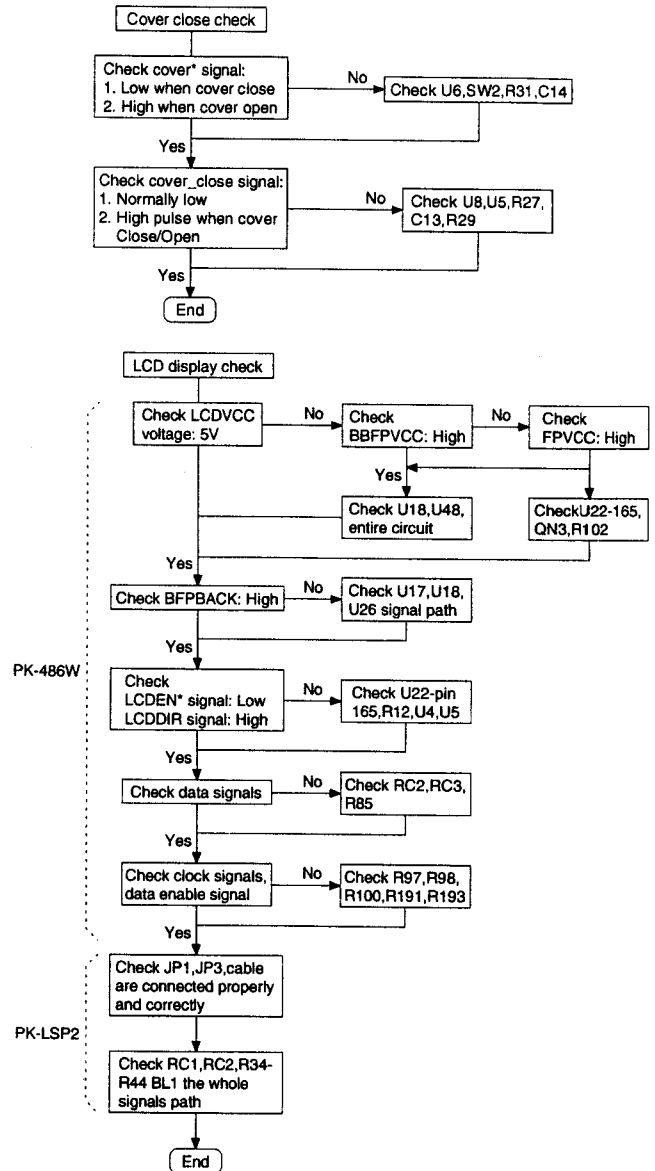 Cover close check
Check cover* signal:
1. Low when cover close
2. High when cover open
No
Check U6,SW2,R31,C14
Yes
Check cover_close signal:
1. Normally low
2. High pulse when cover
Close/Open
No
Check U8,U5,R27,
C13,R29
Yes
End
LCD display check
Check LCDVCC
voltage: 5V
No
Check
BBFPVCC: High
No
Check
FPVCC: High
Yes
Check U18,U48,
entire circuit
CheckU22-165,
QN3,R102
Yes
Check BFPBACK: High
No
Check U17,U18,
U26 signal path
Yes
PK-486W
Check
LCDEN* signal: Low
LCDDIR signal: High
No
Check U22-pin
165,R12,U4,U5
Yes
Check data signals
No
Check RC2,RC3,
R85
Yes
Check clock signals,
data enable signal
No
Check R97,R98,
R100,R191,R193
Yes
PK-LSP2
Check JP1,JP3,cable
are connected properly
and correctly
Check RC1,RC2,R34-
R44 BL1 the whole
signals path
End